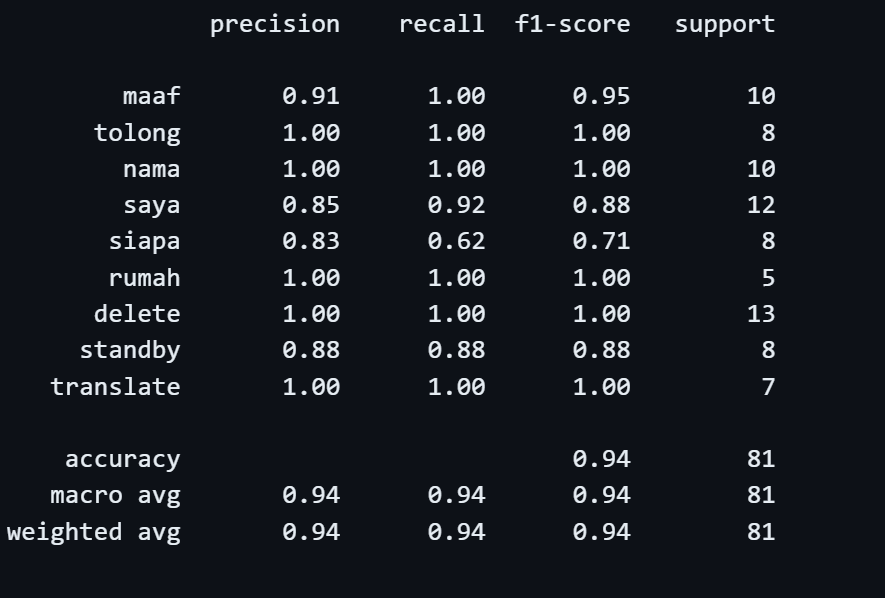 precision recall f1-score support
maaf 0.91 1.00 0.95 10
tolong 1.00 1.00 1.00 8
nama 1.00 1.00 1.00 10
saya 0.85 0.92 0.88 12
siapa 0.83 0.62 0.71 8
rumah 1.00 1.00 1.00 5
delete 1.00 1.00 1.00 13
standby 0.88 0.88 0.88 8
translate 1.00 1.00 1.00 7
accuracy 0.94 81
macro avg 0.94 0.94 0.94 81
weighted avg 0.94 0.94 0.94 81